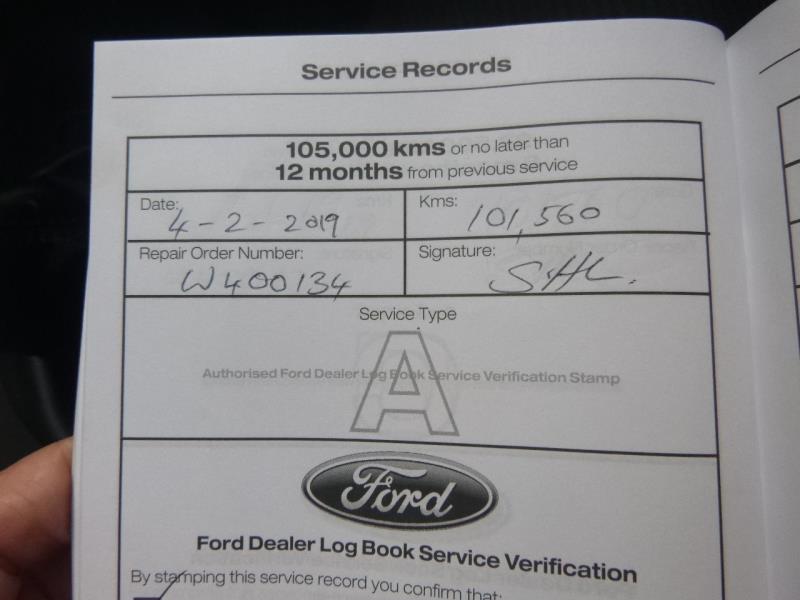 Service Records
105,000 kms or no later than
12 months from previous service
Date: 4-2-2019
Kms: 101,560
Repair Order Number: W400134
Signature:
Service Type
A
Authorised Ford Dealer Log Book Service Verification Stamp
Ford
Ford Dealer Log Book Service Verification
By stamping this service record you confirm that: